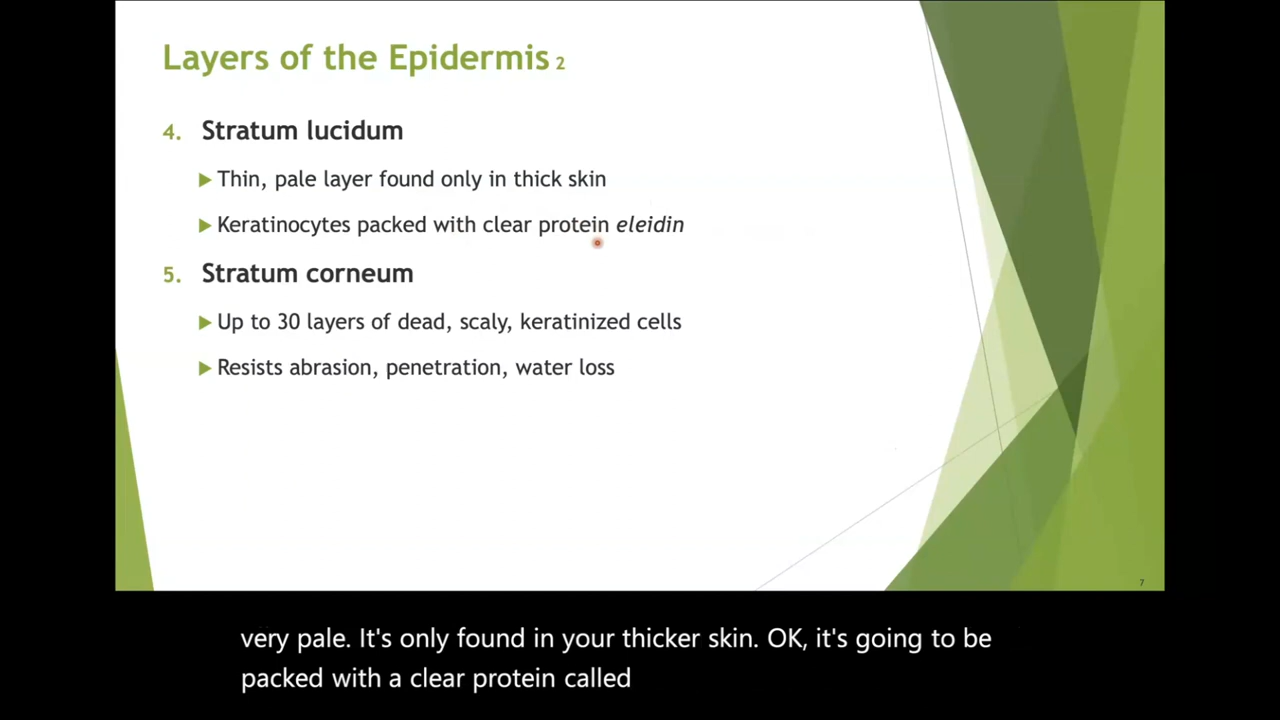 Layers of the Epidermis 2
4. Stratum lucidum
Thin, pale layer found only in thick skin
Keratinocytes packed with clear protein eleidin
5. Stratum corneum
Up to 30 layers of dead, scaly, keratinized cells
Resists abrasion, penetration, water loss
7
very pale. It's only found in your thicker skin. OK, it's going to be
packed with a clear protein called